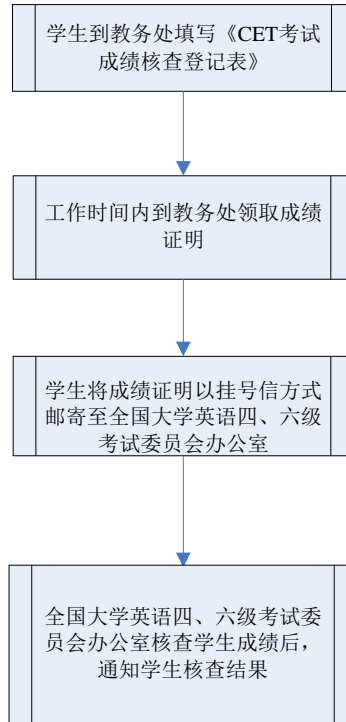 学生到教务处填写《CET考试
成绩核查登记表》
工作时间内到教务处领取成绩
证明
学生将成绩证明以挂号信方式
邮寄至全国大学英语四、六级
考试委员会办公室
全国大学英语四、六级考试委
员会办公室核查学生成绩后，
通知学生核查结果